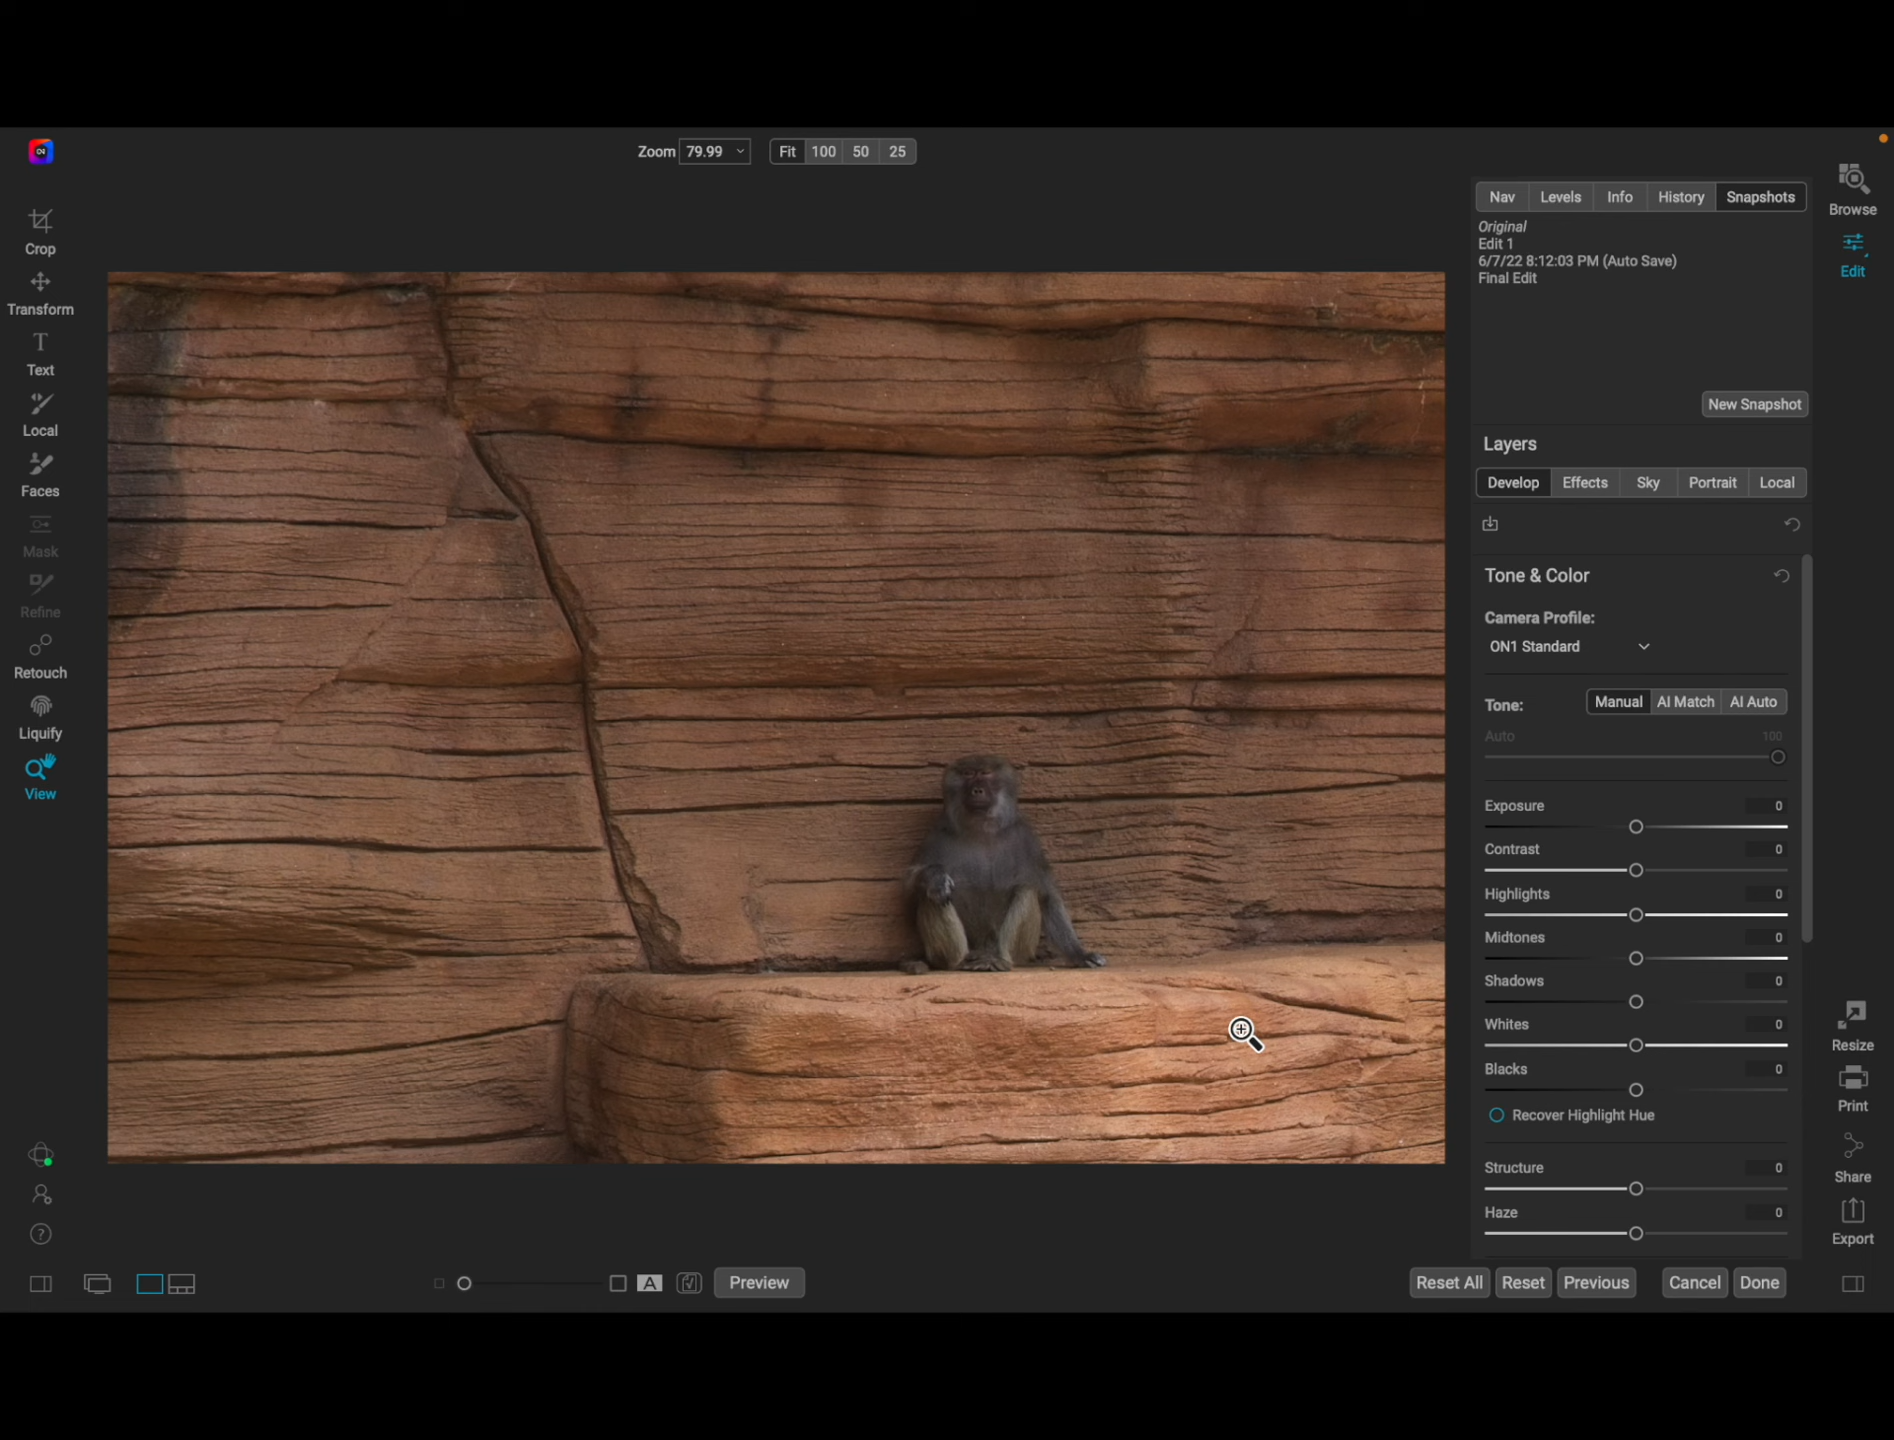 Zoom 79.99 Fit 100 50 25
Crop
Transform
Text
Local
Faces
Mask
Refine
Retouch
Liquify
View
Nav Levels Info History Snapshots
Original
Edit 1
6/7/22 8:12:03 PM (Auto Save)
Final Edit
New Snapshot
Layers
Develop Effects Sky Portrait Local
Tone & Color
Camera Profile:
ON1 Standard
Tone: Manual AI Match AI Auto
Auto 100
Exposure 0
Contrast 0
Highlights 0
Midtones 0
Shadows 0
Whites 0
Blacks 0
Recover Highlight Hue
Structure 0
Haze 0
Browse
Edit
Resize
Print
Share
Export
?
A Preview Reset All Reset Previous Cancel Done